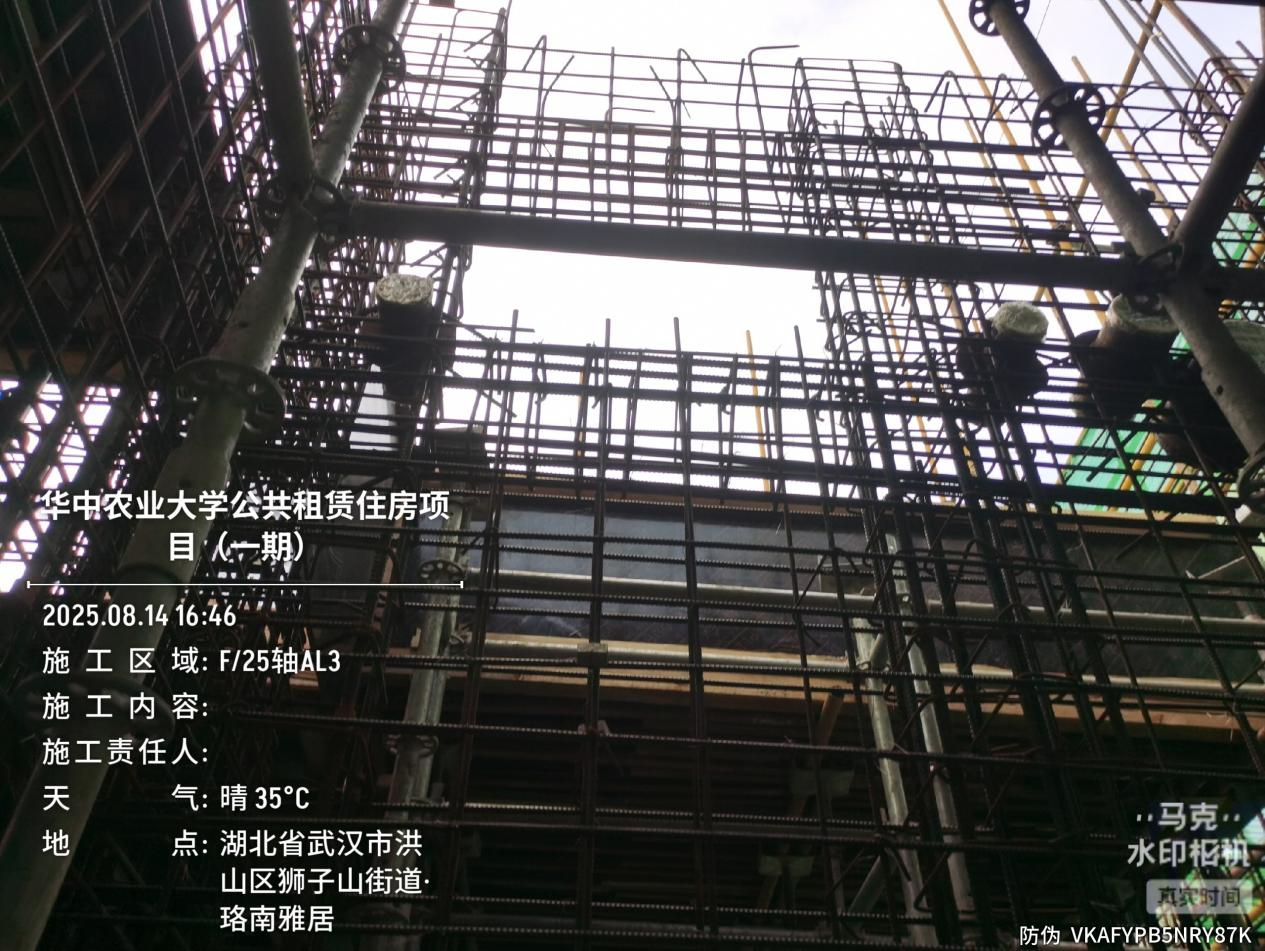 华中农业大学公共租赁住房项
目（一期）
2025.08.14 16:46
施工区域: F/25轴AL3
施工内容:
施工责任人:
天气: 晴 35°C
地点: 湖北省武汉市洪
山区狮子山街道·
珞南雅居
马克
水印相机
真实时间
防伪 VKAFYPB5NRY87K